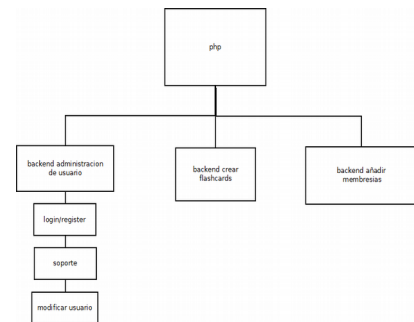 php
backend administracion
de usuario
backend crear
flashcards
backend añadir
membresias
login/register
soporte
modificar usuario